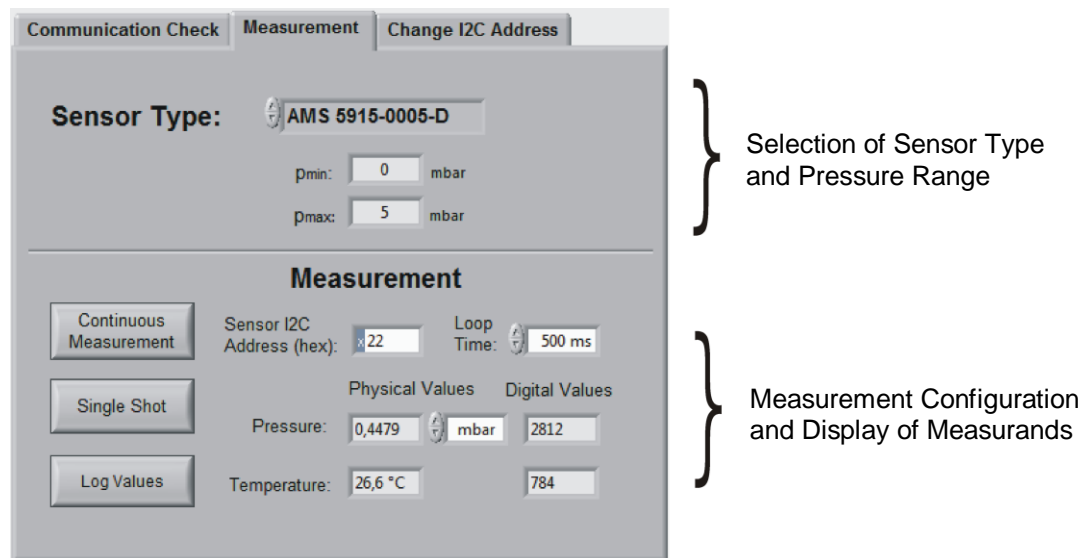 Communication Check Measurement Change I2C Address
Sensor Type: AMS 5915-0005-D
pmin: 0 mbar
pmax: 5 mbar
Selection of Sensor Type
and Pressure Range
Measurement
Continuous
Measurement
Sensor I2C
Address (hex): x22
Loop
Time: 500 ms
Single Shot
Physical Values Digital Values
Pressure: 0,4479 mbar 2812
Log Values
Temperature: 26,6 °C 784
Measurement Configuration
and Display of Measurands